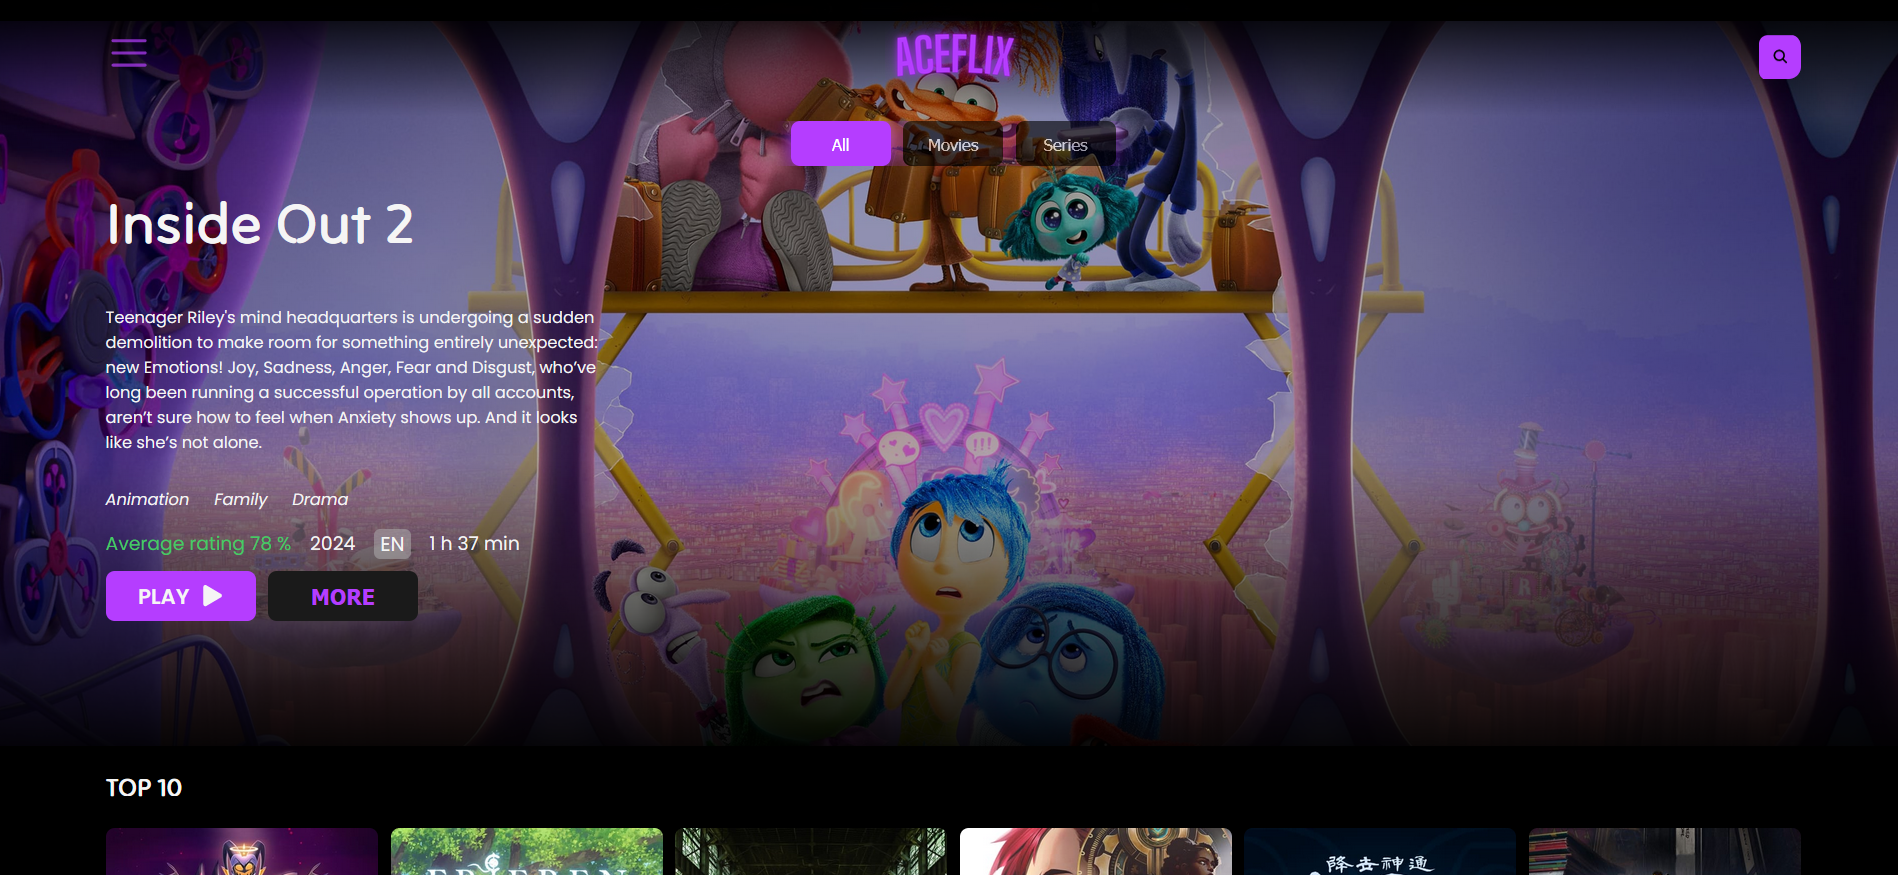 ACEFLIX
All Movies Series
Inside Out 2
Teenager Riley's mind headquarters is undergoing a sudden
demolition to make room for something entirely unexpected:
new Emotions! Joy, Sadness, Anger, Fear and Disgust, who’ve
long been running a successful operation by all accounts,
aren’t sure how to feel when Anxiety shows up. And it looks
like she’s not alone.
Animation Family Drama
Average rating 78 % 2024 EN 1 h 37 min
PLAY MORE
TOP 10
FRIEREN
降妖神通